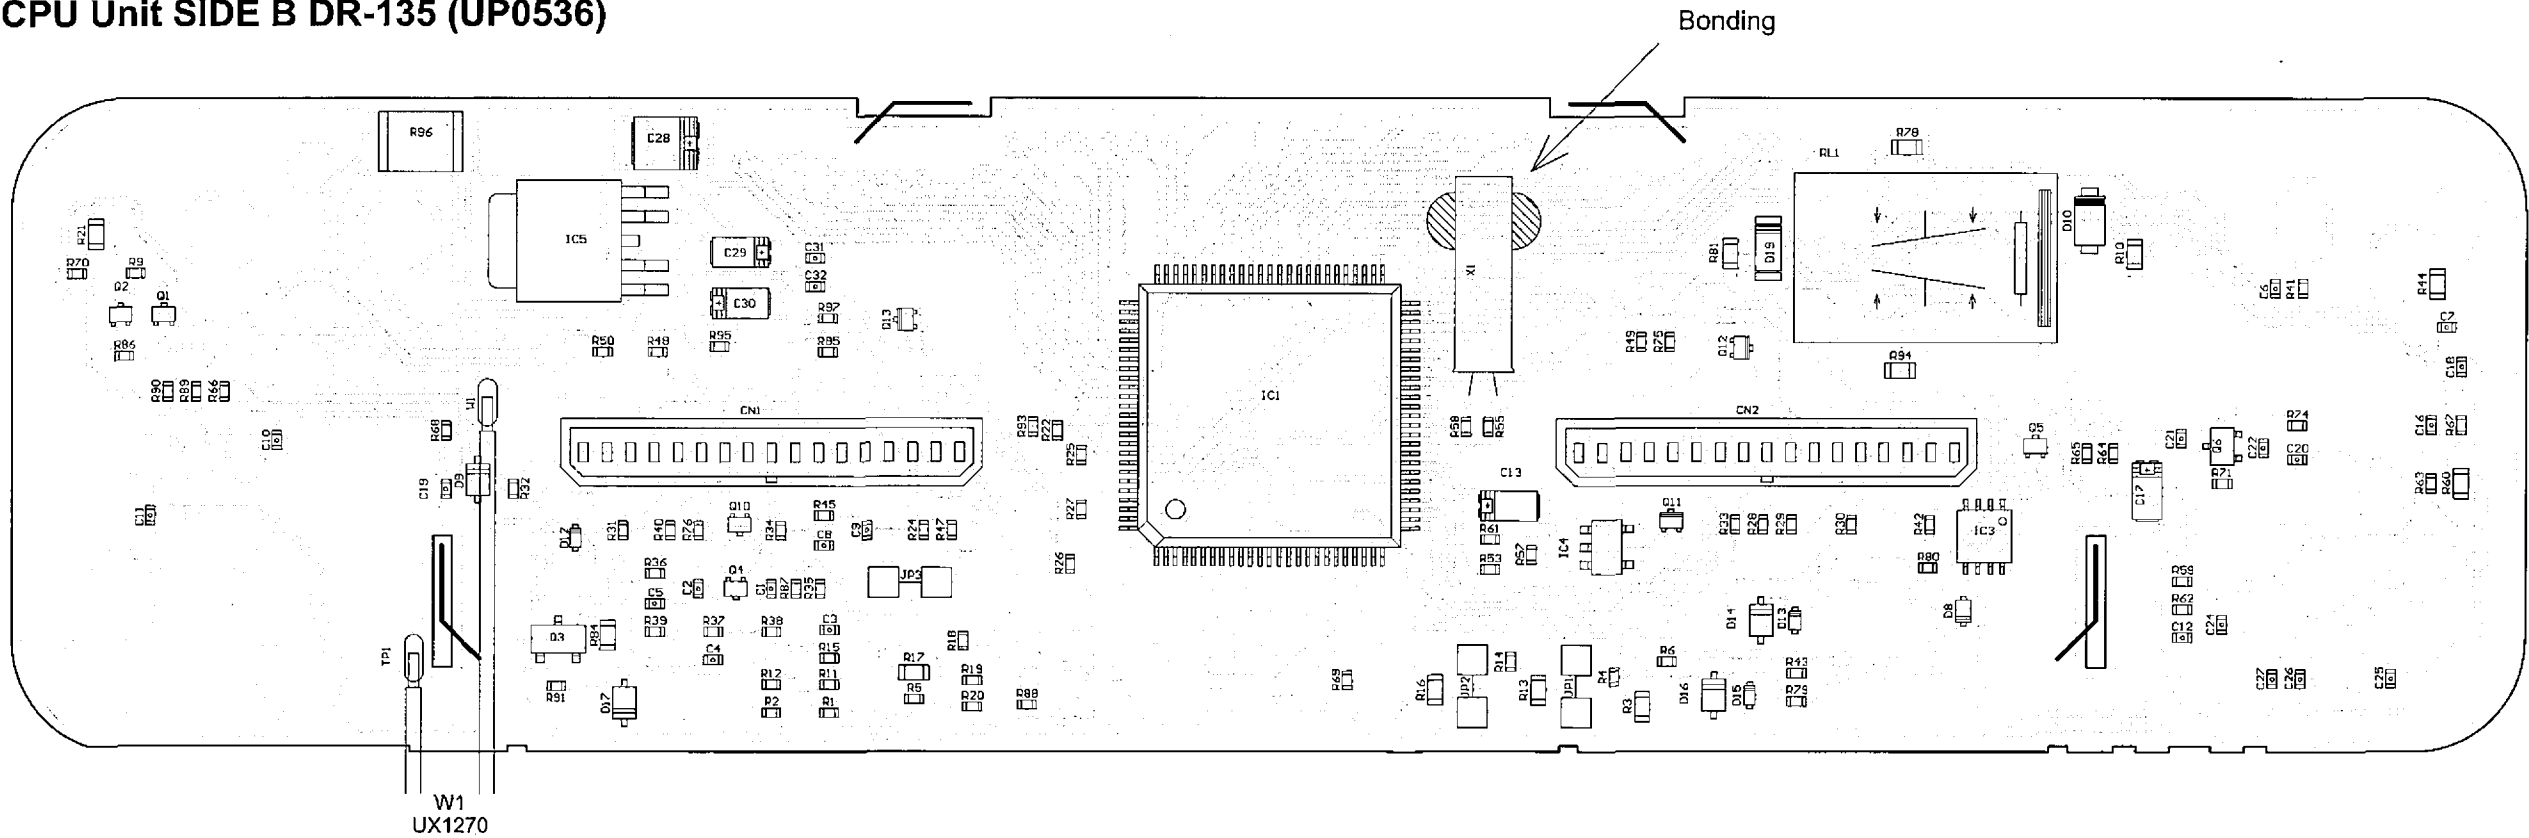 CPU Unit SIDE B DR-135 (UP0536)
Bonding
R96
C28
R78
RL1
IC5
R21
C29
C31
R81
D19
D10
R10
R70
R9
C32
X1
C6
R41
R44
Q2
Q1
C30
R97
Q13
C7
R86
R50
R48
R95
R85
R49
R75
Q12
R94
C18
R90
R89
R66
IC1
W1
CN1
CN2
C10
R68
R93
R22
R25
R58
R55
Q5
R65
R64
C21
Q6
C22
R74
C20
C16
R67
C19
D9
R32
C13
C17
R71
R63
R60
C11
D12
R31
R40
R76
Q10
R34
R45
C8
C9
R24
R47
R27
R61
R53
R57
IC4
Q11
R33
R28
R29
R30
R42
IC3
R26
R80
R36
C2
Q4
C1
R87
R35
JP3
R59
C5
R62
R39
R37
R38
C3
R18
D14
D13
D8
C12
C24
Q3
R84
TP1
C4
R15
R17
R19
R69
R14
R6
R91
D17
R12
R11
R5
R20
R88
R16
JP2
R13
JP1
R4
R3
D16
D15
R43
R79
C27
C26
C25
R2
R1
W1
UX1270